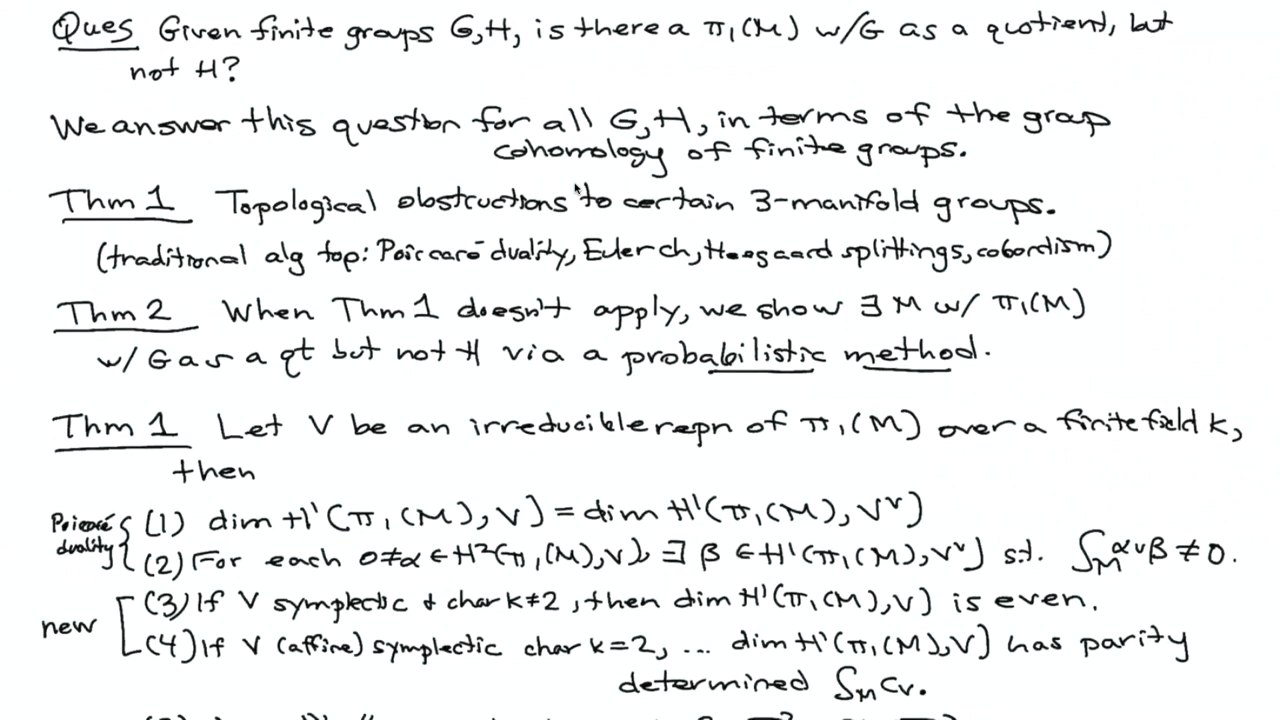 Ques Given finite groups G,H, is there a π₁(M) w/G as a quotient, but
not H?
We answer this question for all G,H, in terms of the group
cohomology of finite groups.
Thm 1 Topological obstructions to certain 3-manifold groups.
(traditional alg top: Poincaré duality, Euler ch, Heegaard splittings, cobordism)
Thm 2 When Thm 1 doesn't apply, we show ∃ M w/ π₁(M)
w/ G as a qt but not H via a probabilistic method.
Thm 1 Let V be an irreducible repn of π₁(M) over a finite field k,
then
Poincaré duality { (1) dim H¹(π₁(M), V) = dim H¹(π₁(M), V^∨)
(2) For each 0≠α ∈ H²(π₁(M), V), ∃ β ∈ H¹(π₁(M), V^∨) s.t. ∫_M α∪β ≠ 0.
new [ (3) If V symplectic & char k≠2, then dim H¹(π₁(M), V) is even.
(4) If V (affine) symplectic char k=2, ... dim H¹(π₁(M), V) has parity
determined ∫_M c_V.